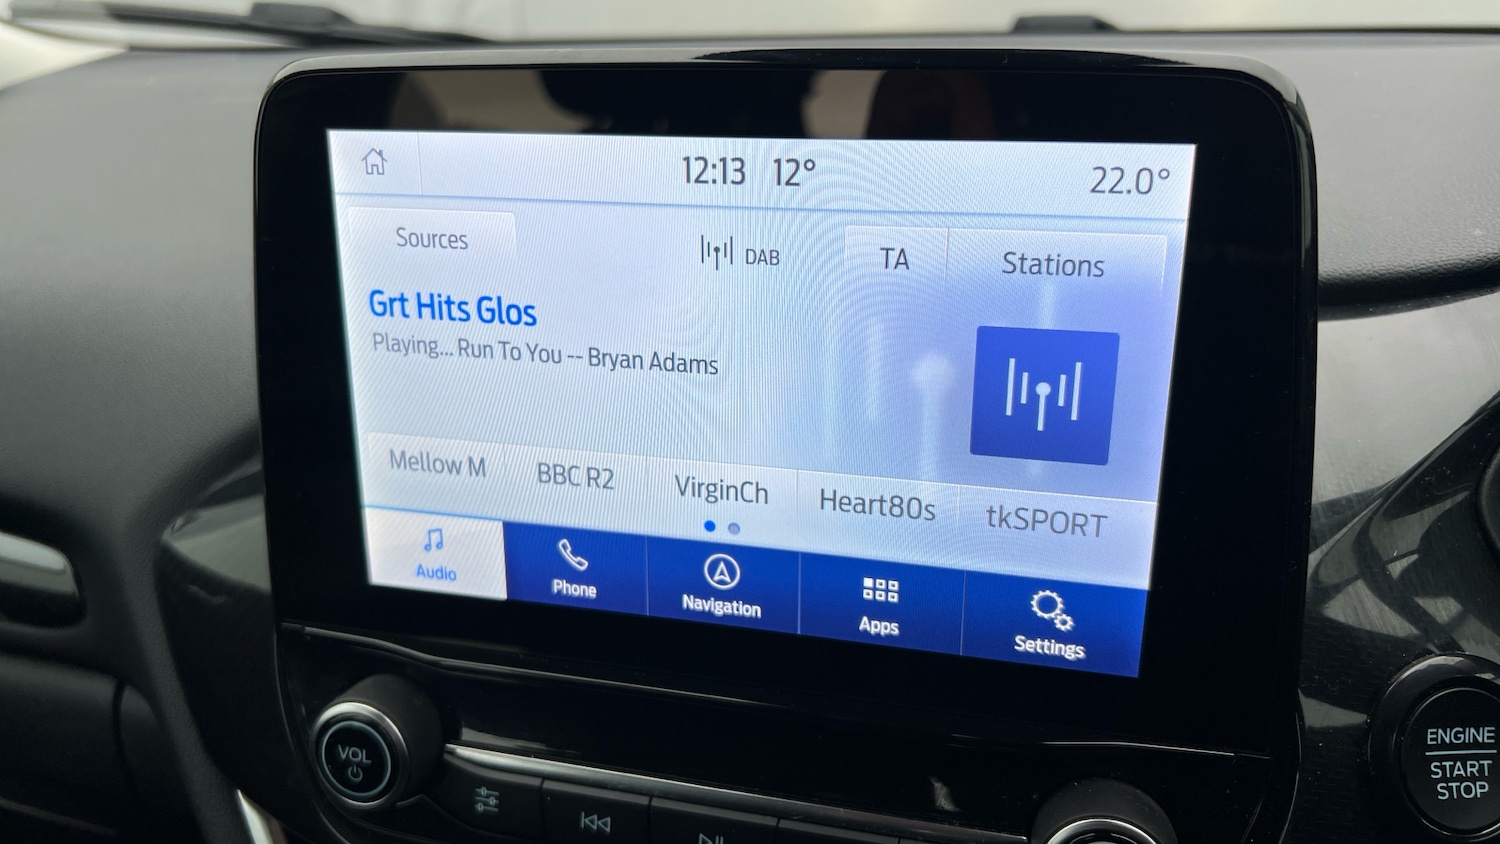 12:13 12° 22.0°
Sources DAB TA Stations
Grt Hits Glos
Playing... Run To You -- Bryan Adams
Mellow M BBC R2 VirginCh Heart80s tkSPORT
Audio Phone Navigation Apps Settings
VOL
ENGINE
START
STOP